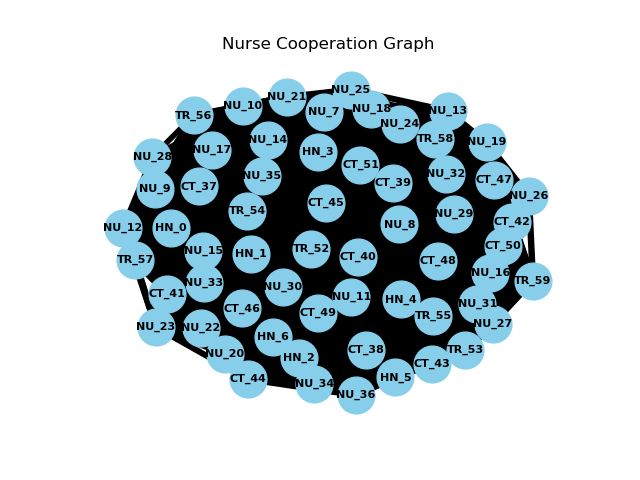 Nurse Cooperation Graph
NU_25
NU_21
NU_10
NU_18
NU_13
NU_7
TR_56
NU_24
TR_58
NU_14
NU_19
NU_17
HN_3
NU_28
CT_51
NU_32
NU_35
CT_47
CT_39
CT_37
NU_9
NU_26
CT_45
TR_54
NU_29
CT_42
NU_8
NU_12
HN_0
CT_50
TR_52
NU_15
HN_1
CT_40
TR_57
CT_48
NU_16
TR_59
NU_33
NU_30
CT_41
NU_11
HN_4
NU_31
CT_46
CT_49
TR_55
NU_27
NU_23
NU_22
HN_6
CT_38
TR_53
NU_20
HN_2
CT_43
HN_5
CT_44
NU_34
NU_36